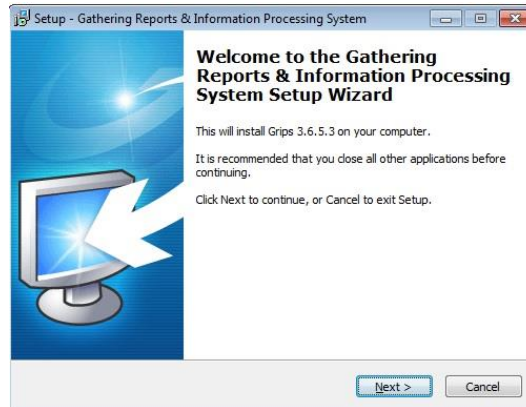 Setup - Gathering Reports & Information Processing System
Welcome to the Gathering
Reports & Information Processing
System Setup Wizard
This will install Grips 3.6.5.3 on your computer.
It is recommended that you close all other applications before
continuing.
Click Next to continue, or Cancel to exit Setup.
Next > Cancel